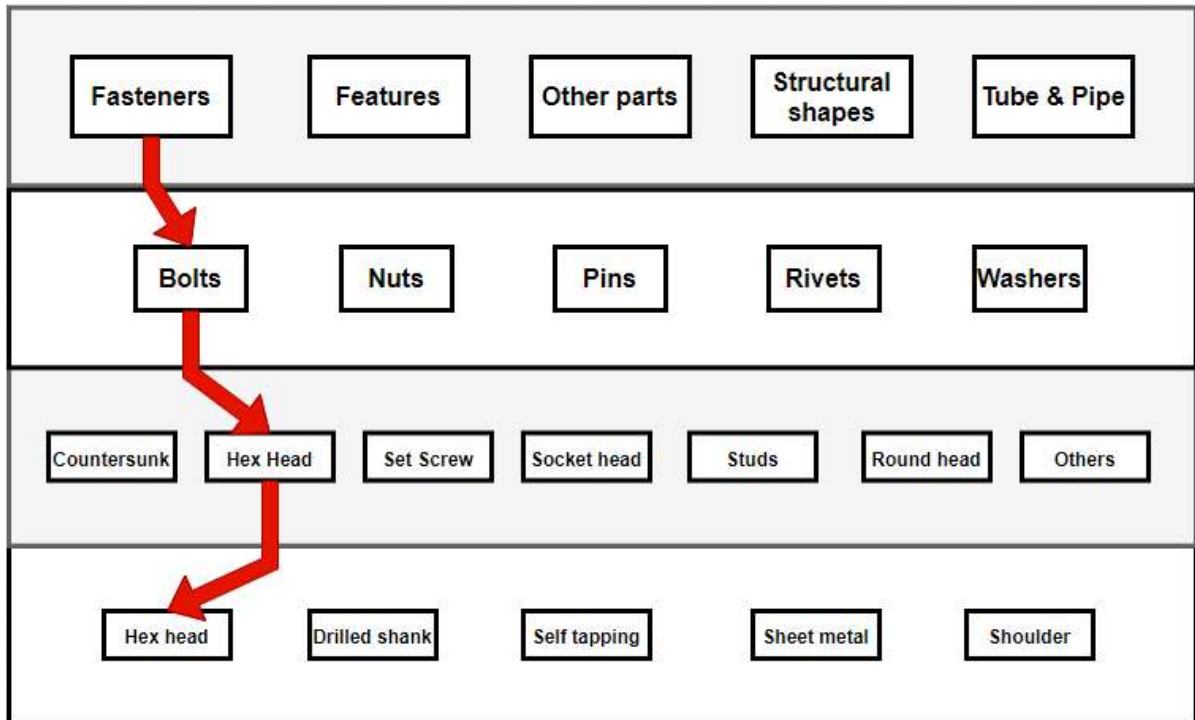 Fasteners
Features
Other parts
Structural
shapes
Tube & Pipe
Bolts
Nuts
Pins
Rivets
Washers
Countersunk
Hex Head
Set Screw
Socket head
Studs
Round head
Others
Hex head
Drilled shank
Self tapping
Sheet metal
Shoulder